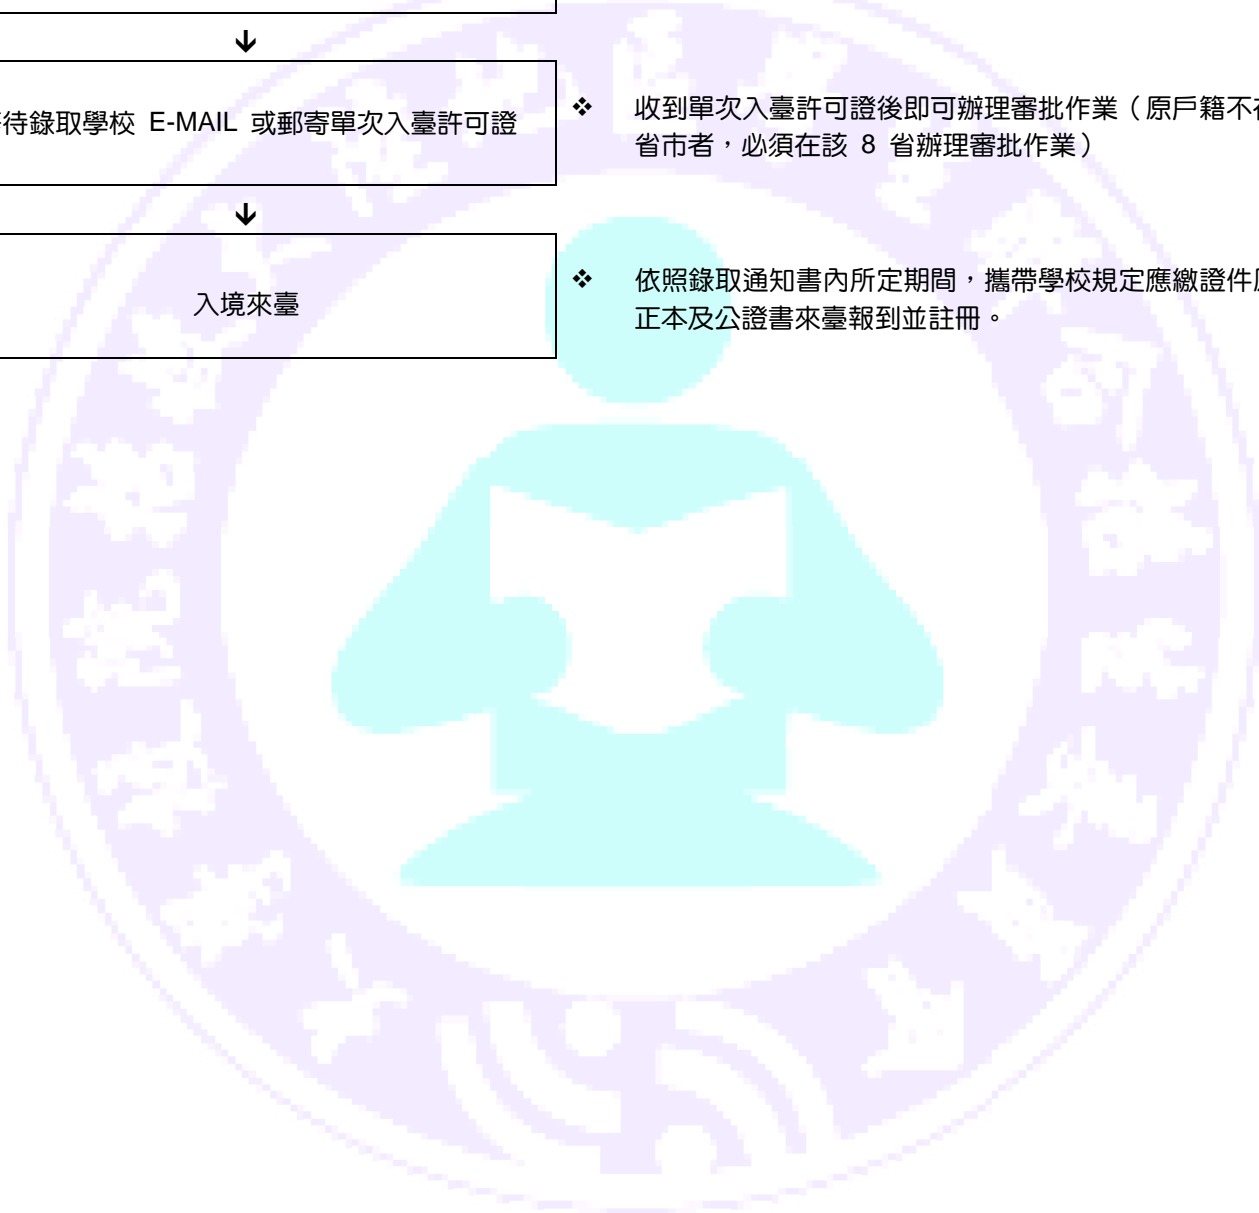 ↓
待錄取學校 E-MAIL 或郵寄單次入臺許可證
❖ 收到單次入臺許可證後即可辦理審批作業（原戶籍不
省市者，必須在該 8 省辦理審批作業）
↓
入境來臺
❖ 依照錄取通知書內所定期間，攜帶學校規定應繳證件
正本及公證書來臺報到並註冊。